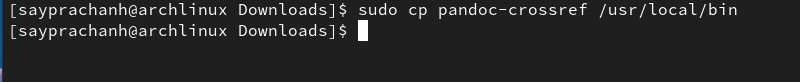 [sayprachanh@archlinux Downloads]$ sudo cp pandoc-crossref /usr/local/bin
[sayprachanh@archlinux Downloads]$